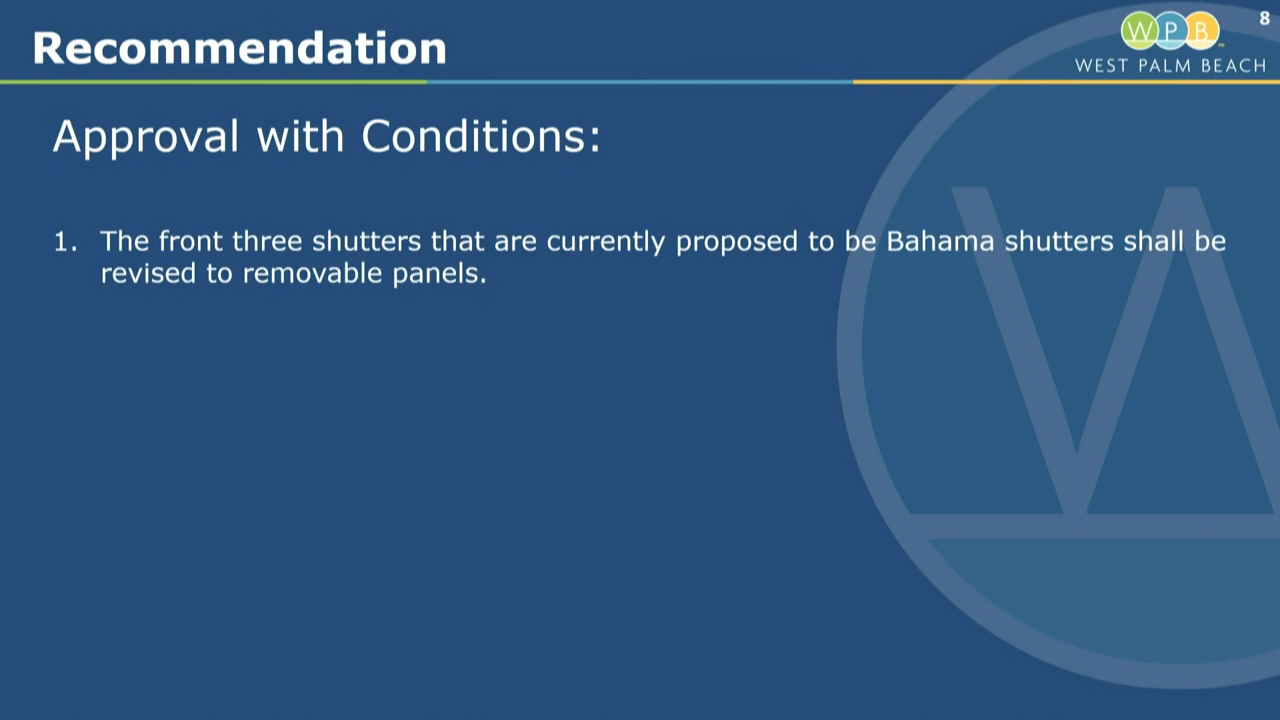 8
Recommendation
WPB
WEST PALM BEACH
Approval with Conditions:
1. The front three shutters that are currently proposed to be Bahama shutters shall be
revised to removable panels.
W